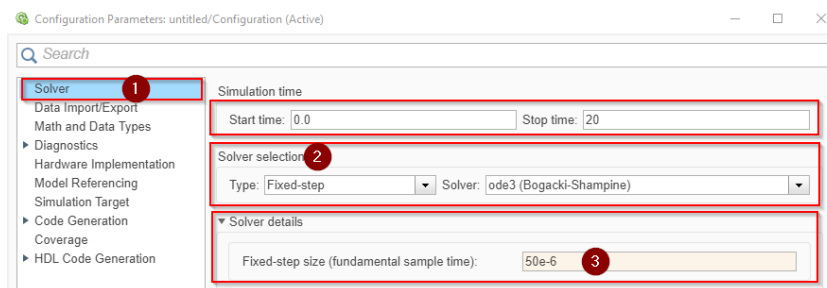 Configuration Parameters: untitled/Configuration (Active)
Search
Solver 1
Data Import/Export
Math and Data Types
Diagnostics
Hardware Implementation
Model Referencing
Simulation Target
Code Generation
Coverage
HDL Code Generation
Simulation time
Start time: 0.0 Stop time: 20
Solver selection 2
Type: Fixed-step Solver: ode3 (Bogacki-Shampine)
Solver details
Fixed-step size (fundamental sample time): 50e-6 3